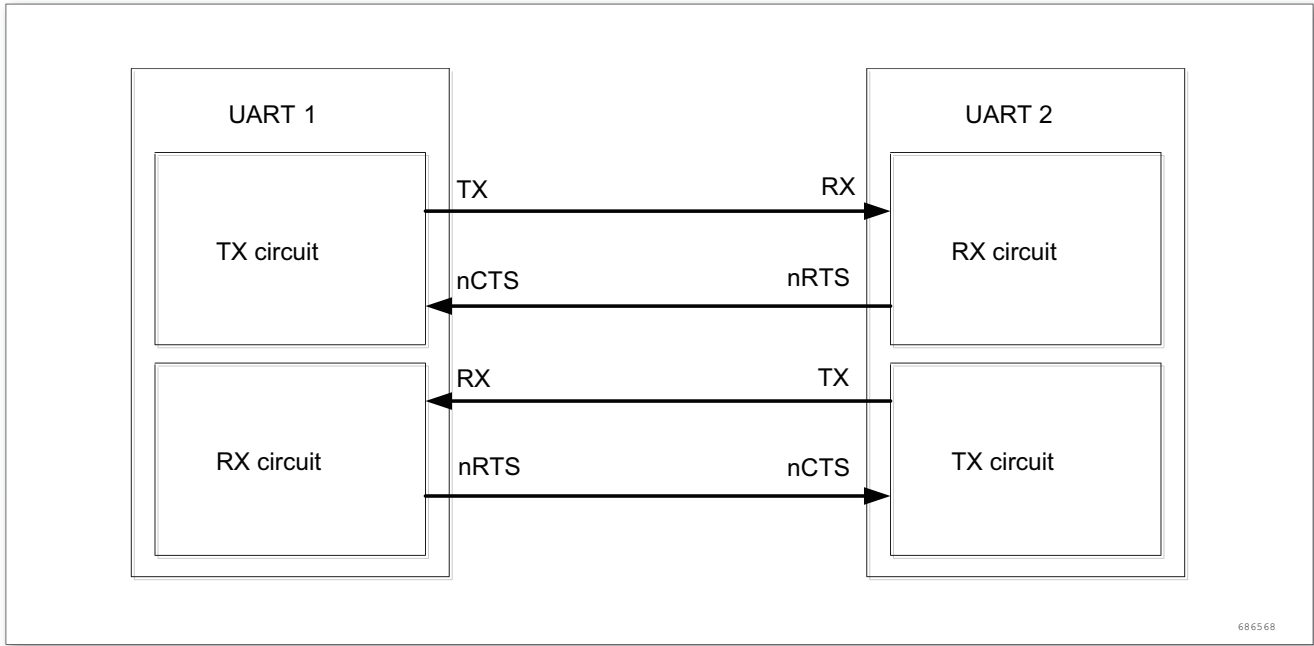 UART 1
UART 2
TX
RX
TX circuit
RX circuit
nCTS
nRTS
RX
TX
RX circuit
TX circuit
nRTS
nCTS
686568